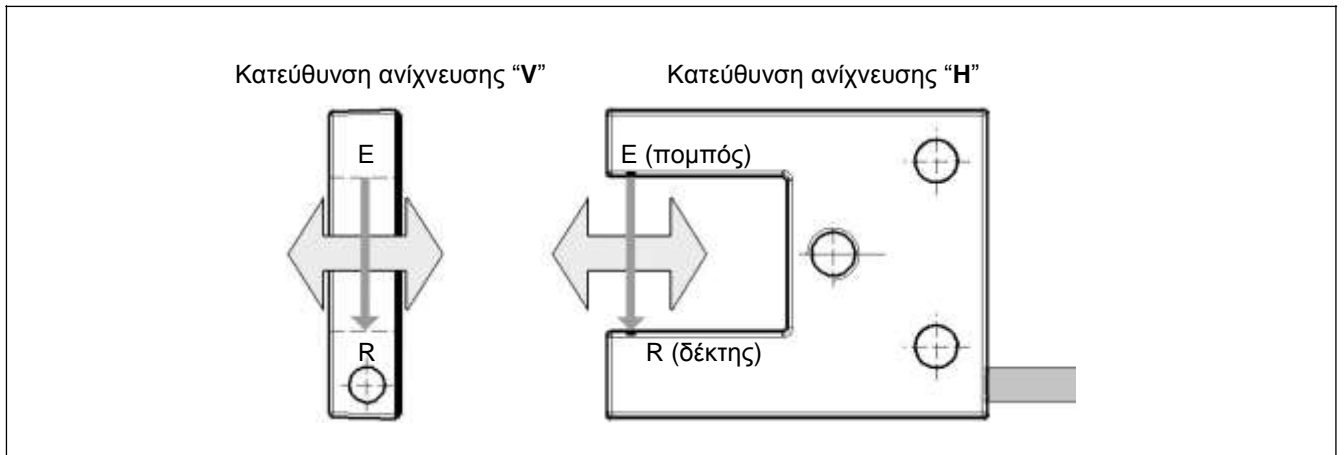 Κατεύθυνση ανίχνευσης “V”
Κατεύθυνση ανίχνευσης “H”
E
R
E (πομπός)
R (δέκτης)